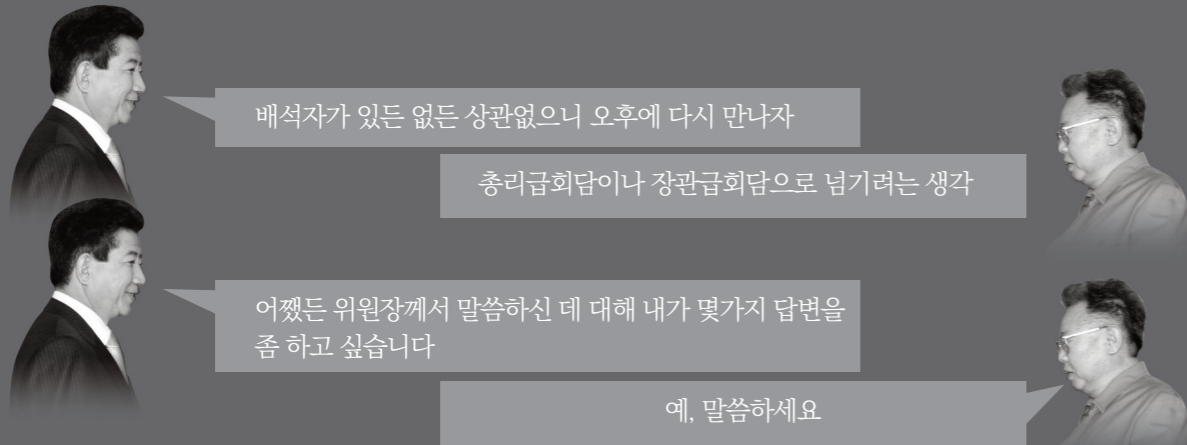 배석자가 있든 없든 상관없으니 오후에 다시 만나자
총리급회담이나 장관급회담으로 넘기려는 생각
어쨌든 위원장께서 말씀하신 데 대해 내가 몇가지 답변을
좀 하고 싶습니다
예, 말씀하세요